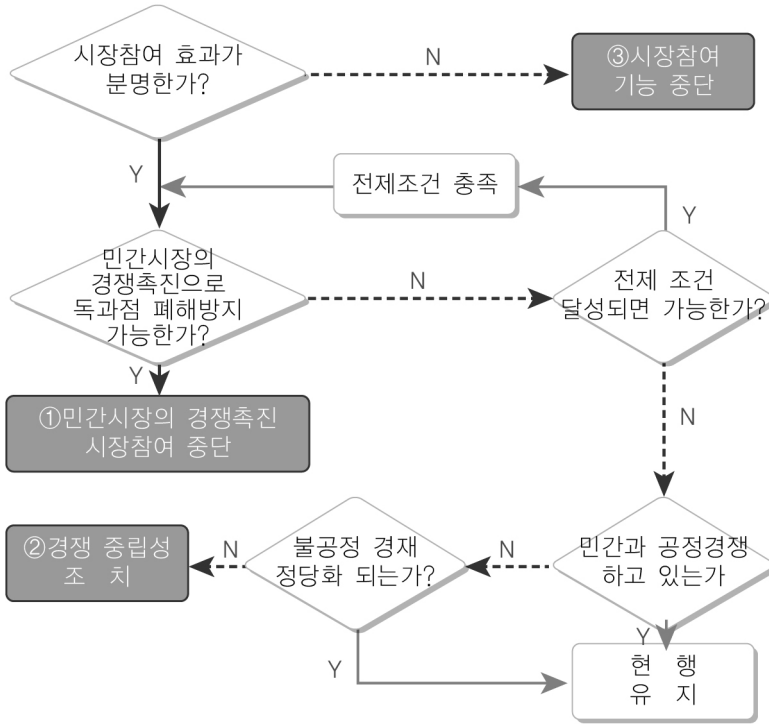 시장참여 효과가
분명한가?
N
③시장참여
기능 중단
Y
전제조건 충족
Y
민간시장의
경쟁촉진으로
독과점 폐해방지
가능한가?
N
전제 조건
달성되면 가능한가?
Y
①민간시장의 경쟁촉진
시장참여 중단
N
②경쟁 중립성
조 치
N
불공정 경재
정당화 되는가?
N
민간과 공정경쟁
하고 있는가
Y
Y
현 행
유 지